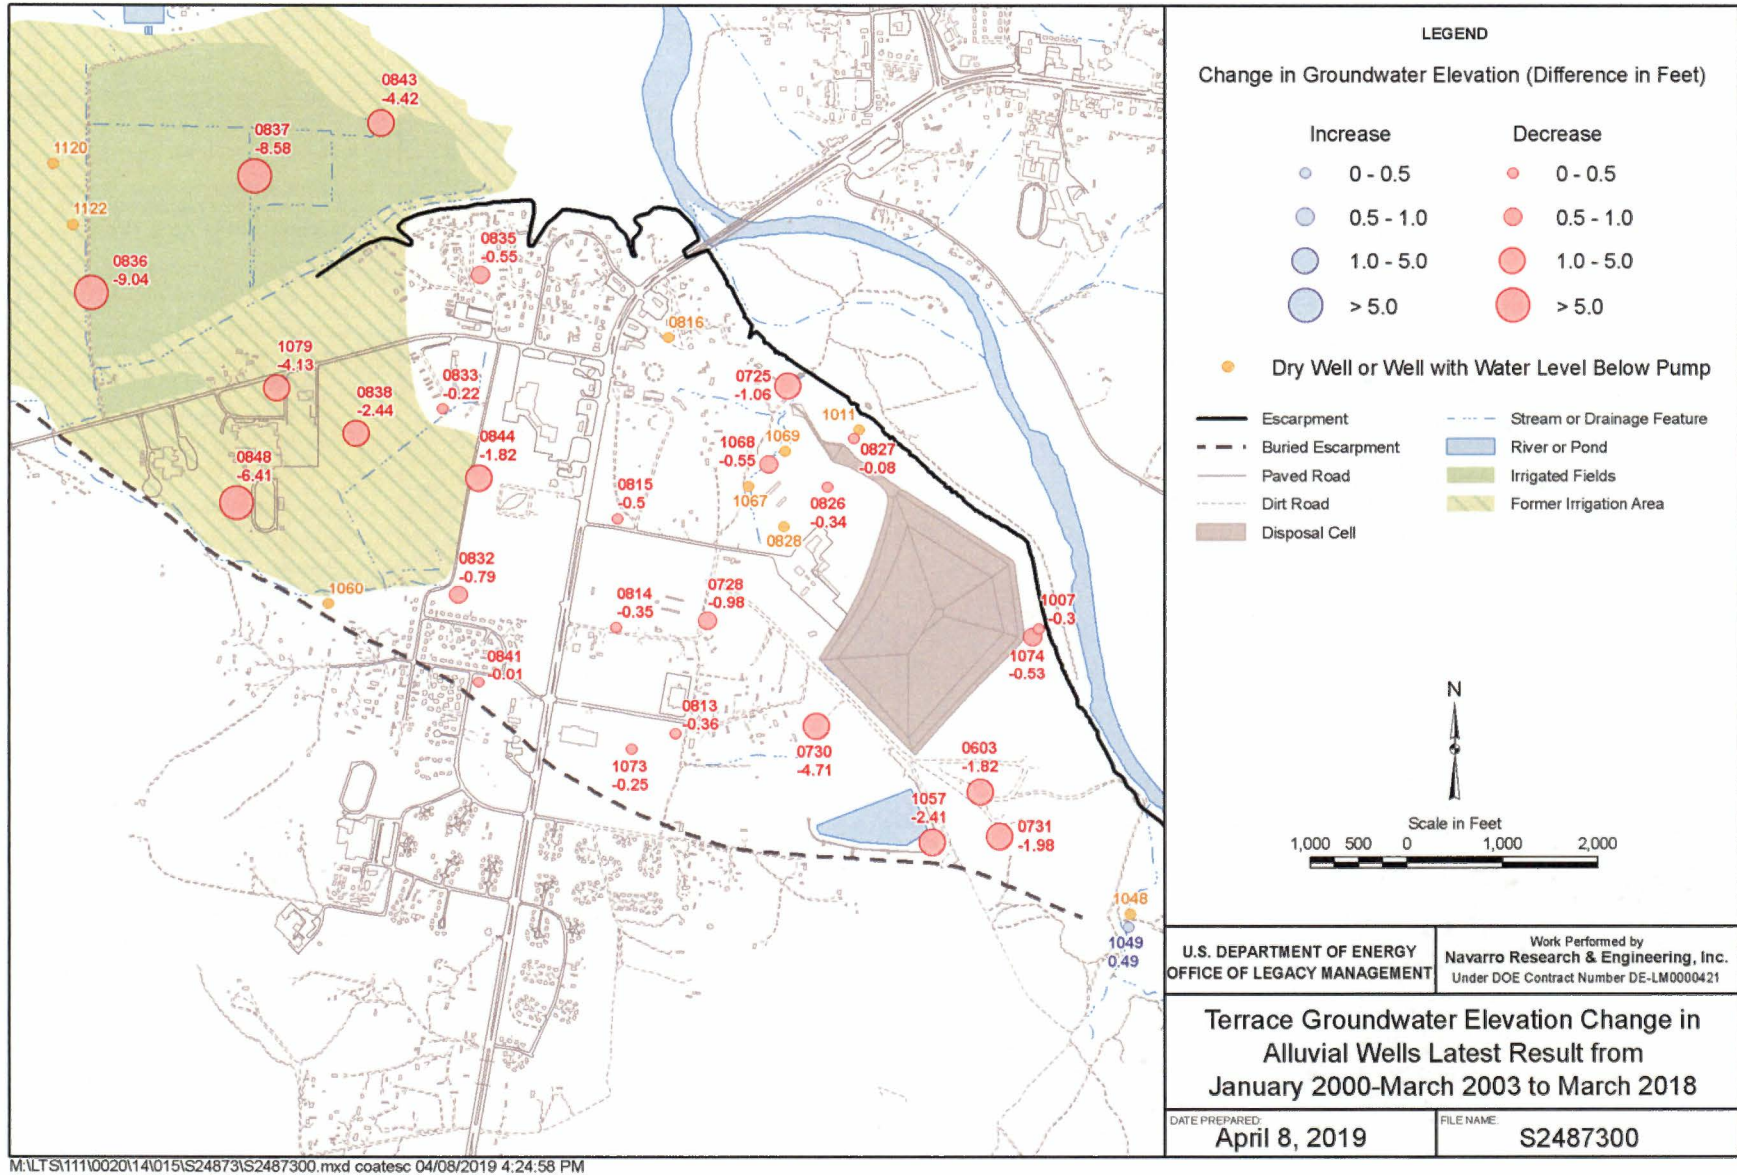 0843
-4.42
0837
-8.58
1120
1122
0836
-9.04
0835
-0.55
0816
1079
-4.13
0838
-2.44
0833
-0.22
0725
-1.06
1011
0844
-1.82
1068
-0.55
1069
0827
-0.08
0848
-6.41
0815
-0.5
1067
0826
-0.34
0828
0832
-0.79
1060
0814
-0.35
0728
-0.98
1007
-0.3
1074
-0.53
0841
-0.01
0813
-0.36
1073
-0.25
0730
-4.71
0603
-1.82
1057
-2.41
0731
-1.98
1048
1049
0.49
LEGEND
Change in Groundwater Elevation (Difference in Feet)
Increase Decrease
0 - 0.5 0 - 0.5
0.5 - 1.0 0.5 - 1.0
1.0 - 5.0 1.0 - 5.0
> 5.0 > 5.0
Dry Well or Well with Water Level Below Pump
Escarpment Stream or Drainage Feature
Buried Escarpment River or Pond
Paved Road Irrigated Fields
Dirt Road Former Irrigation Area
Disposal Cell
N
Scale in Feet
1,000 500 0 1,000 2,000
U.S. DEPARTMENT OF ENERGY
OFFICE OF LEGACY MANAGEMENT
Work Performed by
Navarro Research & Engineering, Inc.
Under DOE Contract Number DE-LM0000421
Terrace Groundwater Elevation Change in
Alluvial Wells Latest Result from
January 2000-March 2003 to March 2018
DATE PREPARED:
April 8, 2019
FILE NAME:
S2487300
M:\LTS\111\0020\14\015\S24873\S2487300.mxd coatesc 04/08/2019 4:24:58 PM